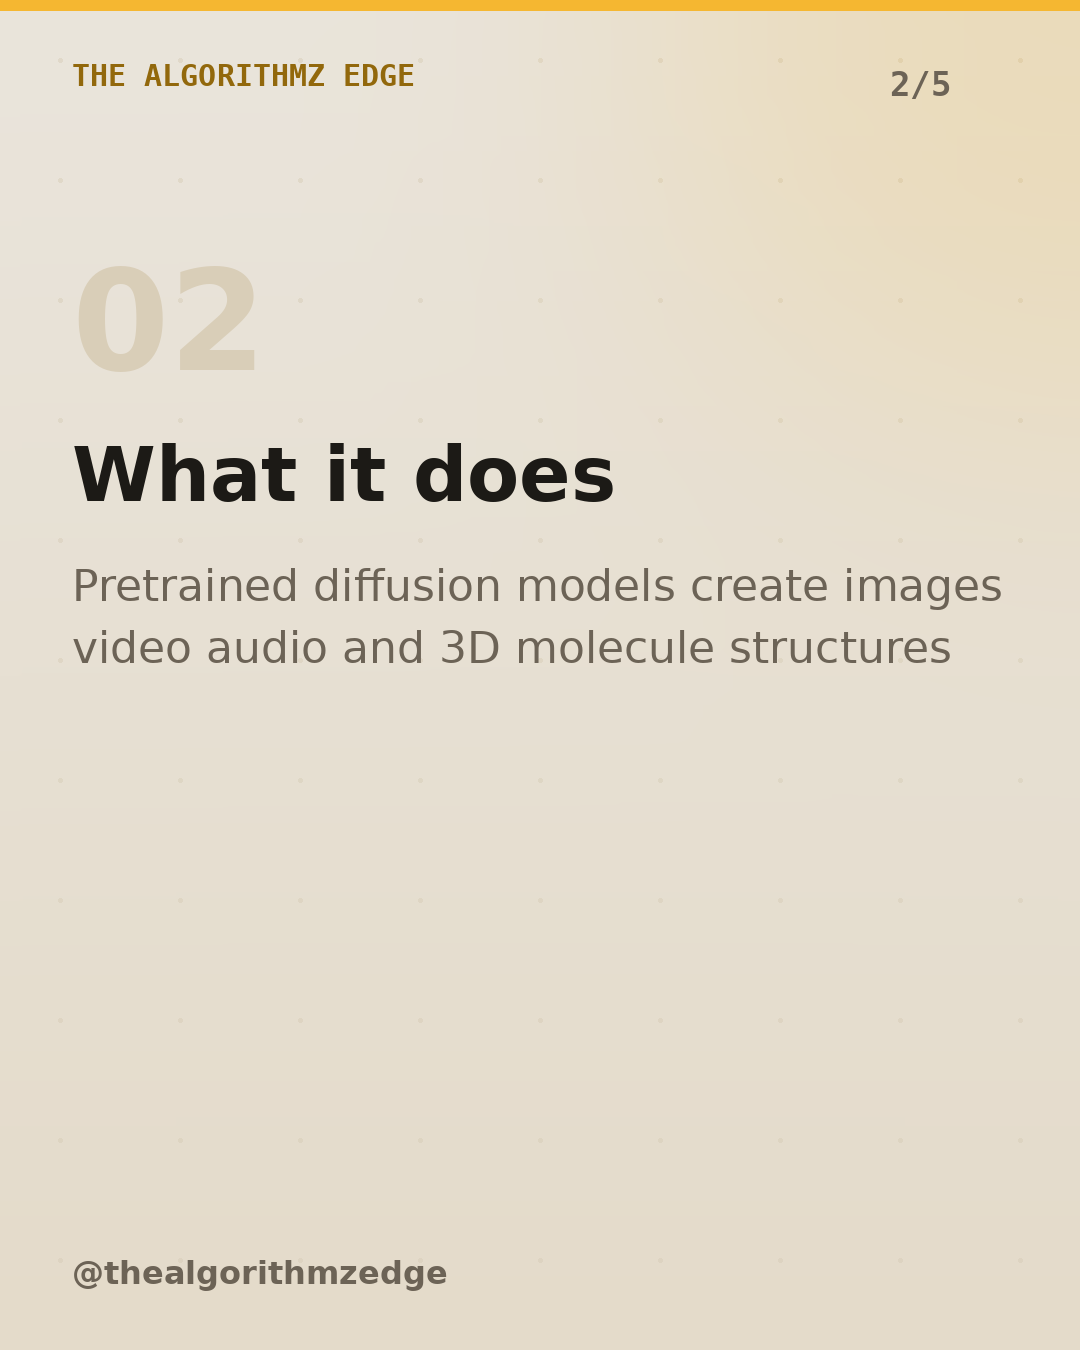 THE ALGORITHMZ EDGE
2/5
02
What it does
Pretrained diffusion models create images
video audio and 3D molecule structures
@thealgorithmzedge